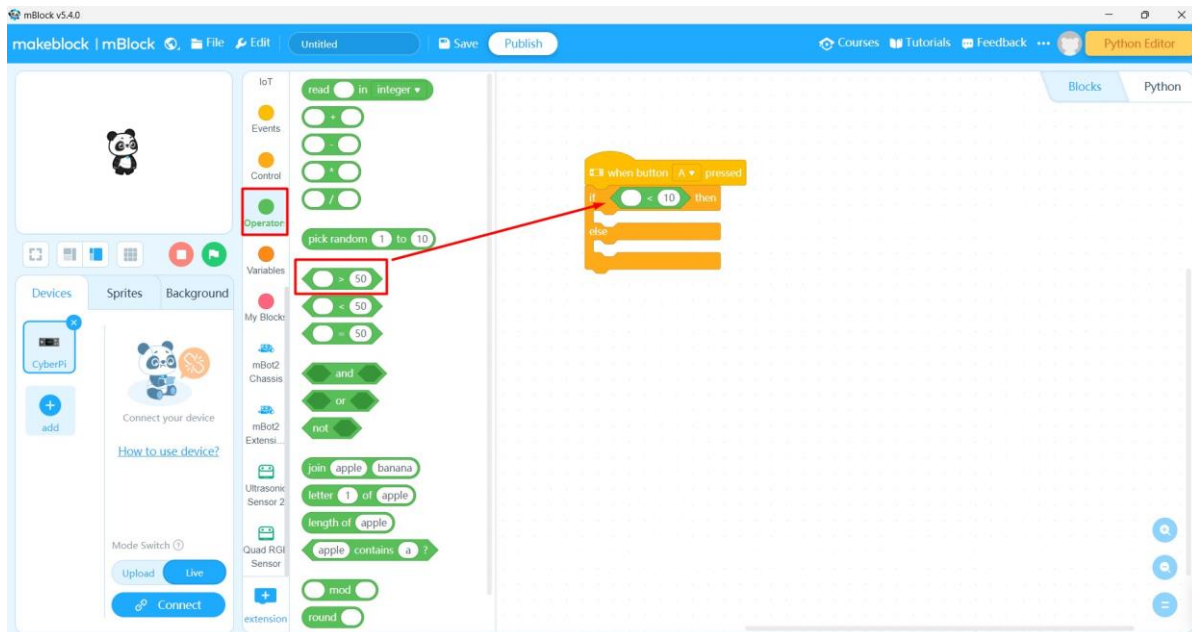 mBlock v5.4.0
makeblock | mBlock File Edit Untitled Save Publish Courses Tutorials Feedback Python Editor
Blocks Python
Devices Sprites Background
CyberPi
add
Connect your device
How to use device?
Mode Switch
Upload Live
Connect
IoT
Events
Control
Operators
Variables
My Blocks
mBot2
Chassis
mBot2
Extensi...
Ultrasonic
Sensor 2
Quad RGB
Sensor
extension
read in integer
+
-
*
/
pick random 1 to 10
> 50
< 50
= 50
and
or
not
join apple banana
letter 1 of apple
length of apple
apple contains a ?
mod
round
when button A pressed
if < 10 then
else